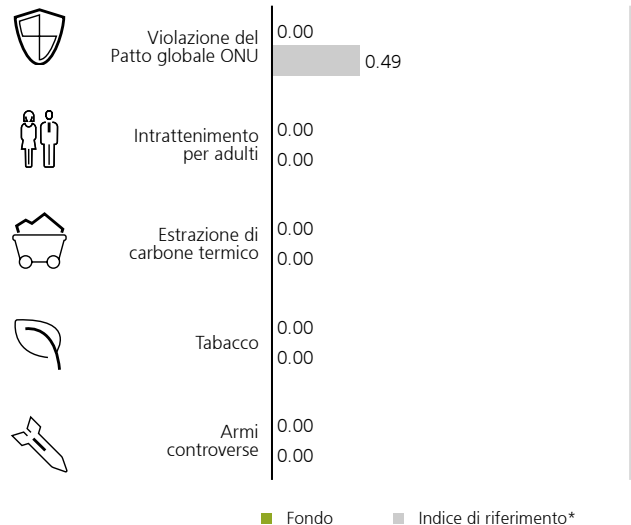 Violazione del
Patto globale ONU
0.00
0.49
Intrattenimento
per adulti
0.00
0.00
Estrazione di
carbone termico
0.00
0.00
Tabacco
0.00
0.00
Armi
controverse
0.00
0.00
Fondo
Indice di riferimento*